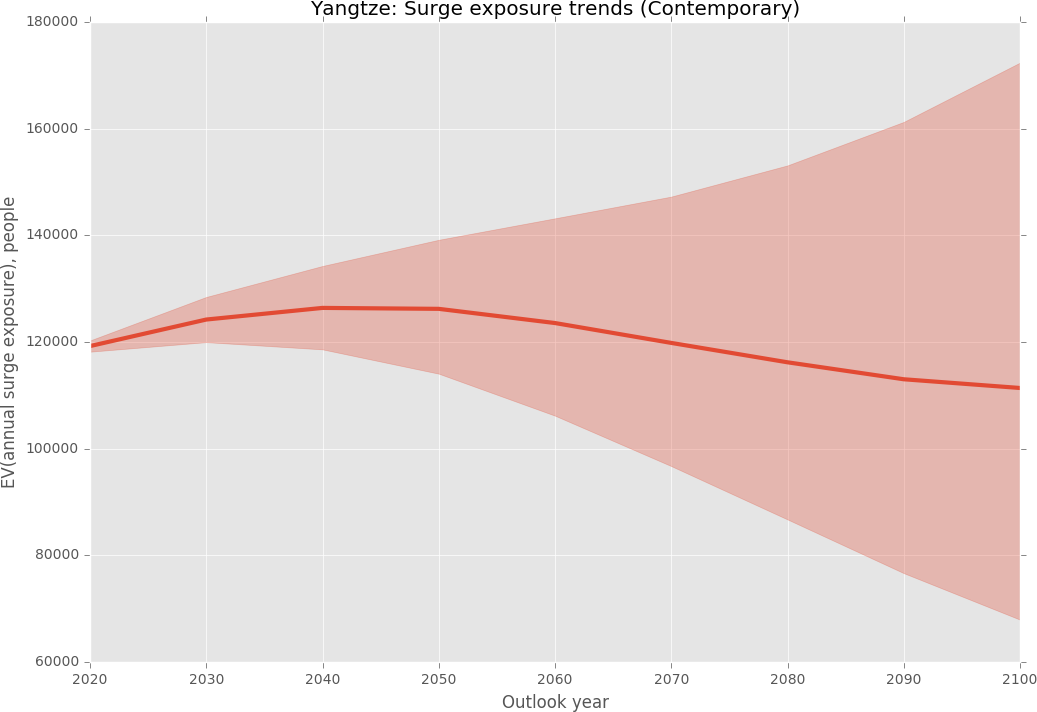 Yangtze: Surge exposure trends (Contemporary)
EV(annual surge exposure), people
180000
160000
140000
120000
100000
80000
60000
2020 2030 2040 2050 2060 2070 2080 2090 2100
Outlook year